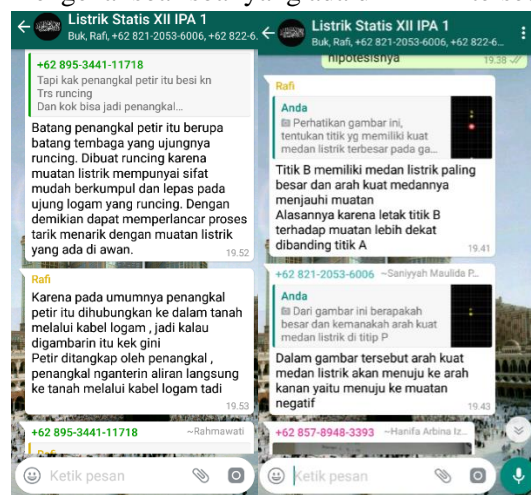 mengenai soal-soal yang ada di
Listrik Statis XII IPA 1
Buk, Rafi, +62 821-2053-6006, +62 822-6.
+62 895-3441-11718
Tapi kak penangkal petir itu besi kn
Trs runcing
Dan kok bisa jadi penangkal...
Batang penangkal petir itu berupa
batang tembaga yang ujungnya
runcing. Dibuat runcing karena
muatan listrik mempunyai sifat
mudah berkumpul dan lepas pada
ujung logam yang runcing. Dengan
demikian dapat memperlancar proses
tarik menarik dengan muatan listrik
yang ada di awan.
19.52
Rafi
Karena pada umumnya penangkal
petir itu dihubungkan ke dalam tanah
melalui kabel logam , jadi kalau
digambarin itu kek gini
Petir ditangkap oleh penangkal ,
penangkal nganterin aliran langsung
ke tanah melalui kabel logam tadi
19.53
+62 895-3441-11718 ~Rahmawati
Ketik pesan
Listrik Statis XII IPA 1
Buk, Rafi, +62 821-2053-6006, +62 822-6...
hipotesisnya
19.38
Rafi
Anda
Perhatikan gambar ini,
tentukan titik yg memiliki kuat
medan listrik terbesar pada ga...
Titik B memiliki medan listrik paling
besar dan arah kuat medannya
menjauhi muatan
Alasannya karena letak titik B
terhadap muatan lebih dekat
dibanding titik A
19.41
+62 821-2053-6006 ~Saniyyah Maulida P...
Anda
Dari gambar ini berapakah
besar dan kemanakah arah kuat
medan listrik di titip P
Dalam gambar tersebut arah kuat
medan listrik akan menuju ke arah
kanan yaitu menuju ke muatan
negatif
19.43
+62 857-8948-3393 ~Hanifa Arbina Iz...
Ketik pesan